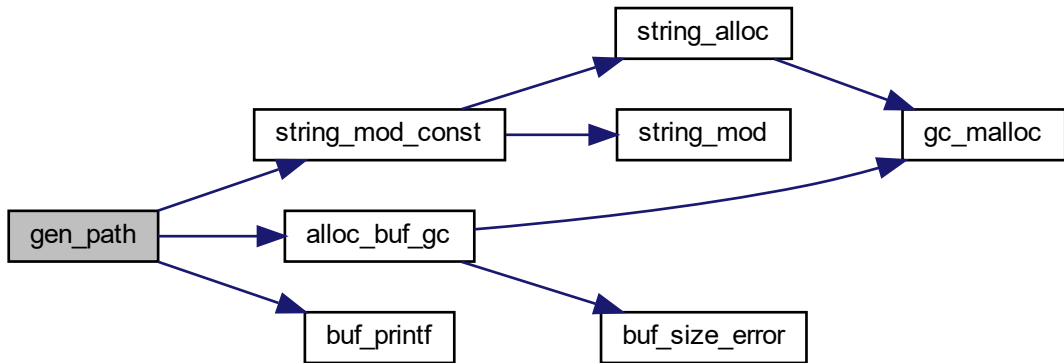 string_alloc
string_mod_const
string_mod
gc_malloc
gen_path
alloc_buf_gc
buf_printf
buf_size_error